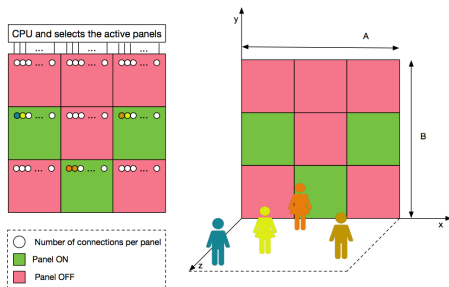 CPU and selects the active panels
... ... ...
... ... ...
... ... ...
... ... ...
Number of connections per panel
Panel ON
Panel OFF
y
A
B
x
z